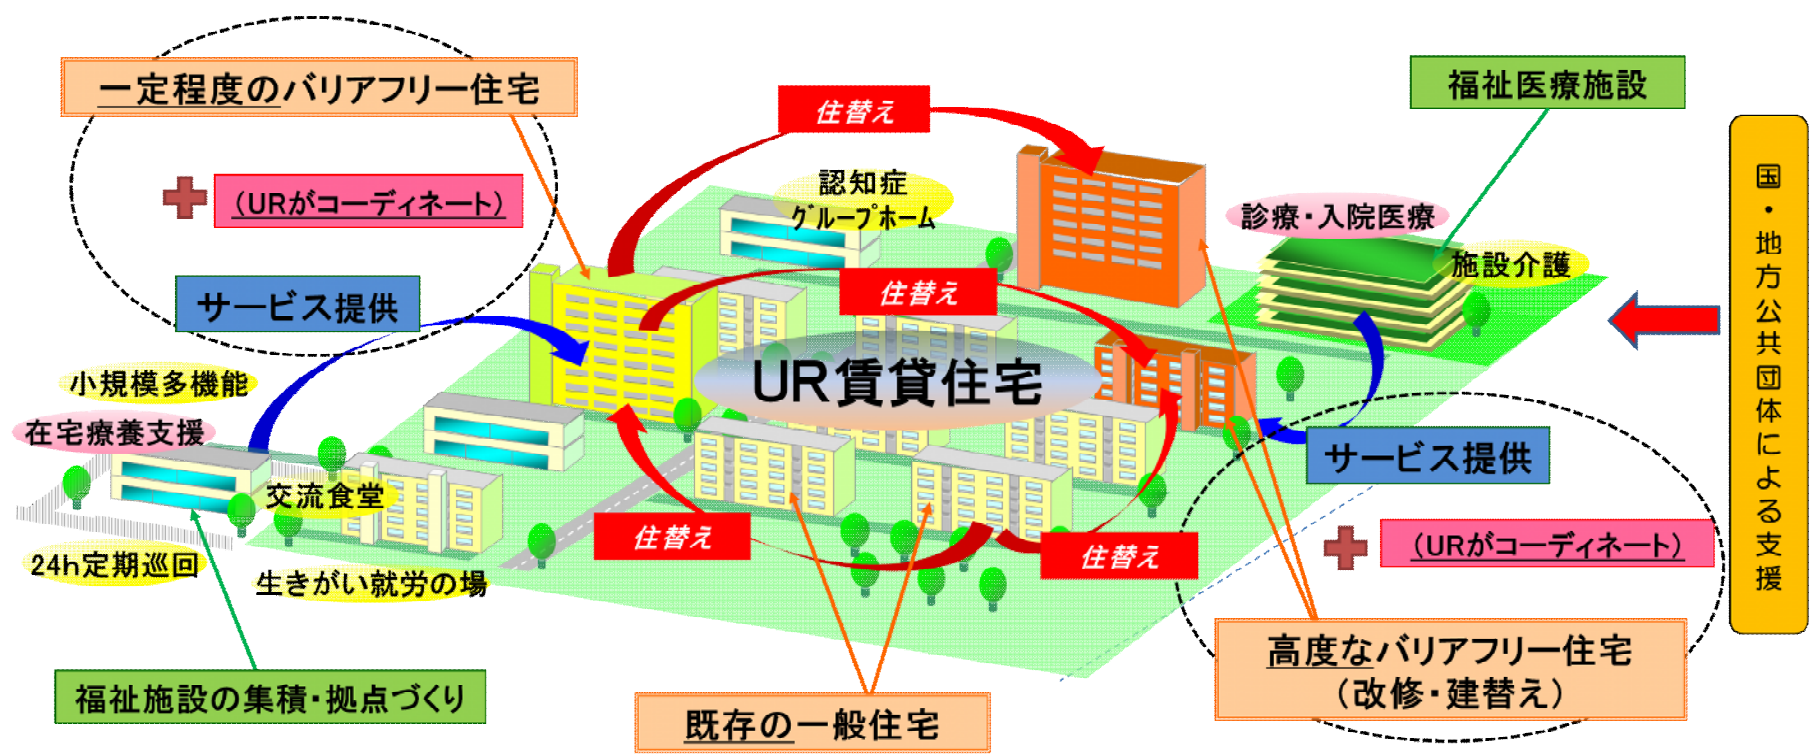 一定程度のバリアフリー住宅
(URがコーディネート)
サービス提供
小規模多機能
在宅療養支援
交流食堂
24h定期巡回
生きがい就労の場
福祉施設の集積・拠点づくり
住替え
認知症
グループホーム
住替え
UR賃貸住宅
住替え
住替え
既存の一般住宅
福祉医療施設
診療・入院医療
施設介護
サービス提供
(URがコーディネート)
高度なバリアフリー住宅
(改修・建替え)
国・地方公共団体による支援